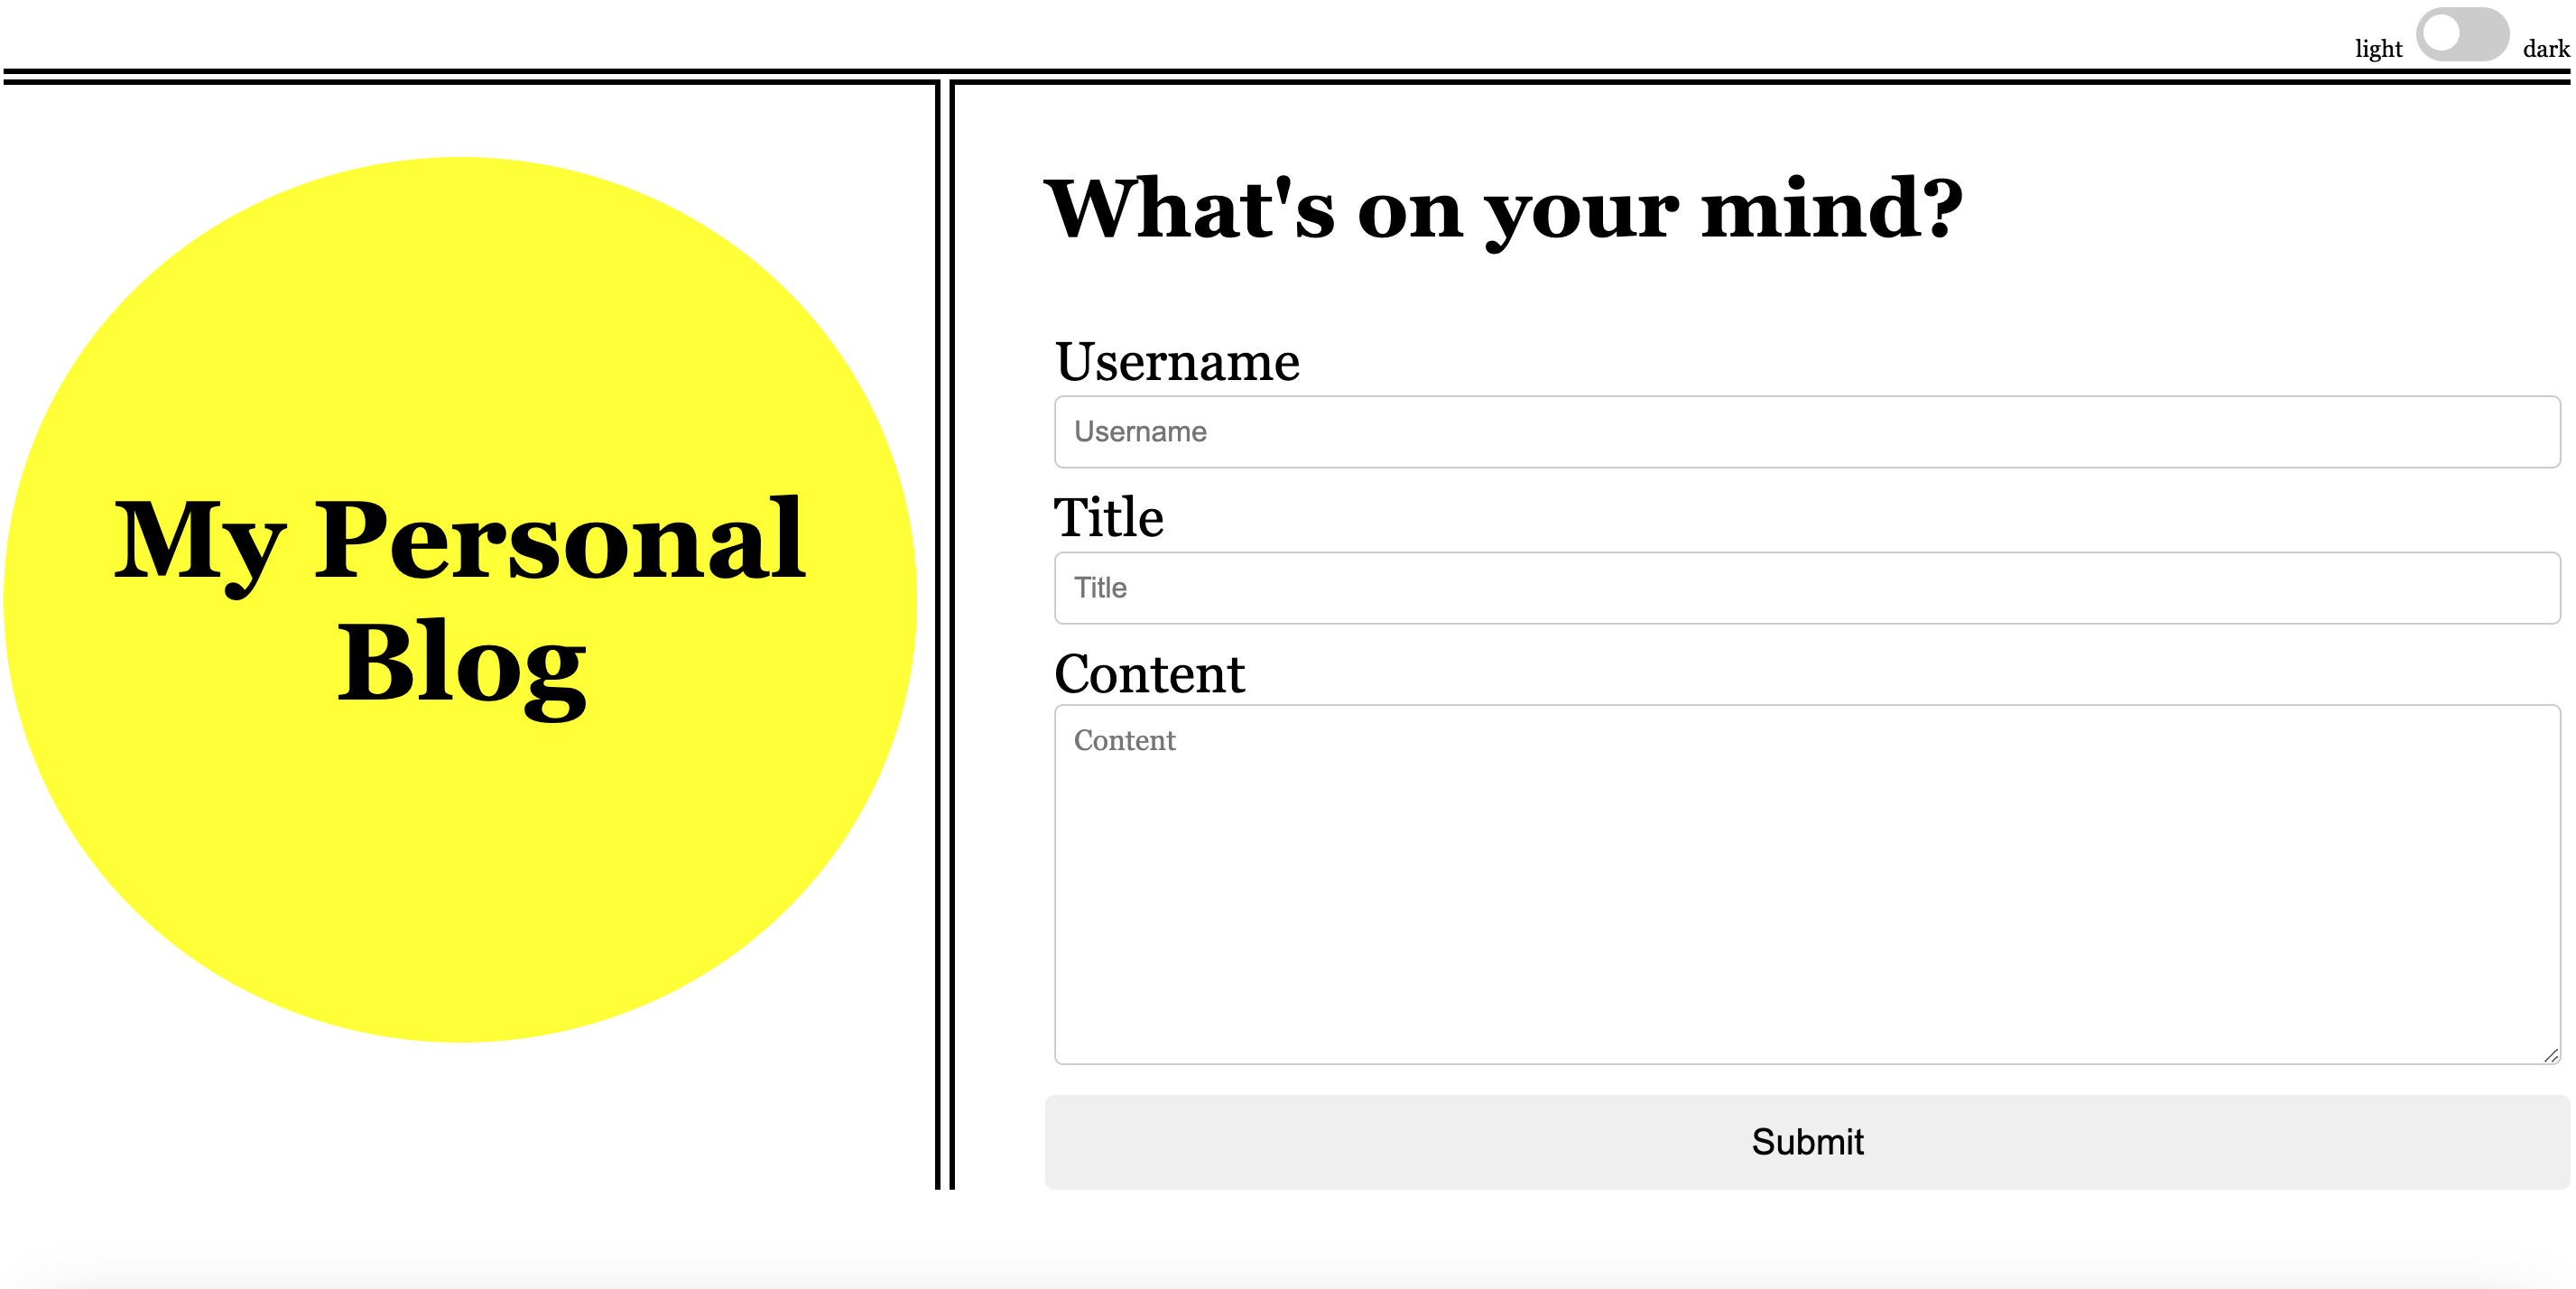 light dark
My Personal
Blog
What's on your mind?
Username
Username
Title
Title
Content
Content
Submit